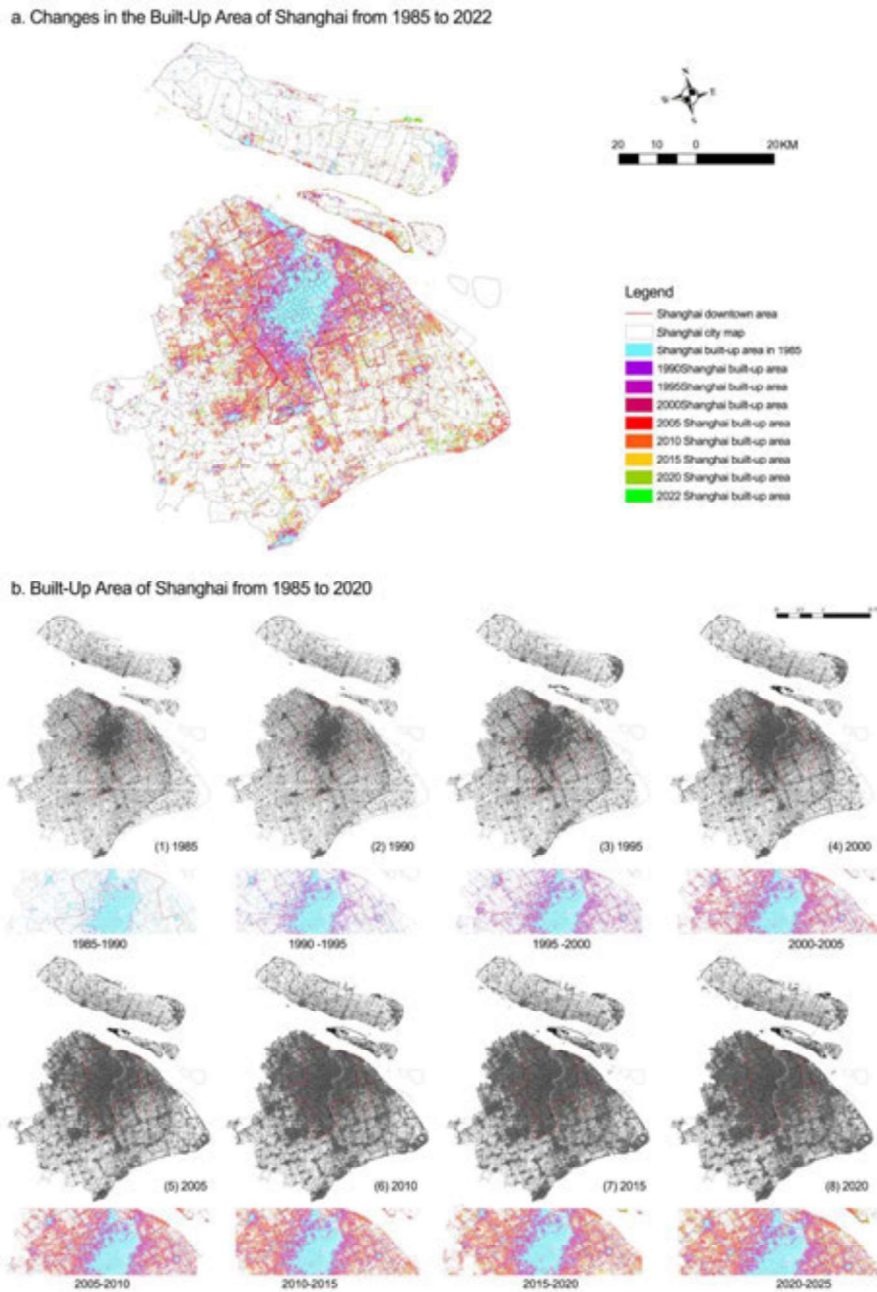 a. Changes in the Built-Up Area of Shanghai from 1985 to 2022
N
E
S
20 10 0 20KM
Legend
Shanghai downtown area
Shanghai city map
Shanghai built-up area in 1985
1990Shanghai built-up area
1995Shanghai built-up area
2000Shanghai built-up area
2005 Shanghai built-up area
2010 Shanghai built-up area
2015 Shanghai built-up area
2020 Shanghai built-up area
2022 Shanghai built-up area
b. Built-Up Area of Shanghai from 1985 to 2020
(1) 1985 (2) 1990 (3) 1995 (4) 2000
1985-1990 1990 -1995 1995 -2000 2000-2005
(5) 2005 (6) 2010 (7) 2015 (8) 2020
2005-2010 2010-2015 2015-2020 2020-2025